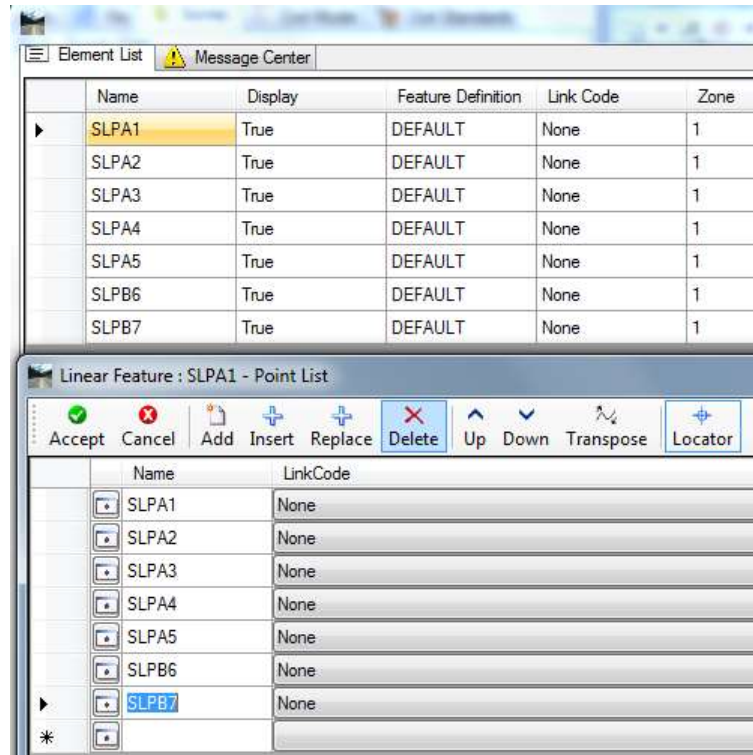 Element List Message Center
Name Display Feature Definition Link Code Zone
SLPA1 True DEFAULT None 1
SLPA2 True DEFAULT None 1
SLPA3 True DEFAULT None 1
SLPA4 True DEFAULT None 1
SLPA5 True DEFAULT None 1
SLPB6 True DEFAULT None 1
SLPB7 True DEFAULT None 1
Linear Feature : SLPA1 - Point List
Accept Cancel Add Insert Replace Delete Up Down Transpose Locator
Name LinkCode
SLPA1 None
SLPA2 None
SLPA3 None
SLPA4 None
SLPA5 None
SLPB6 None
SLPB7 None